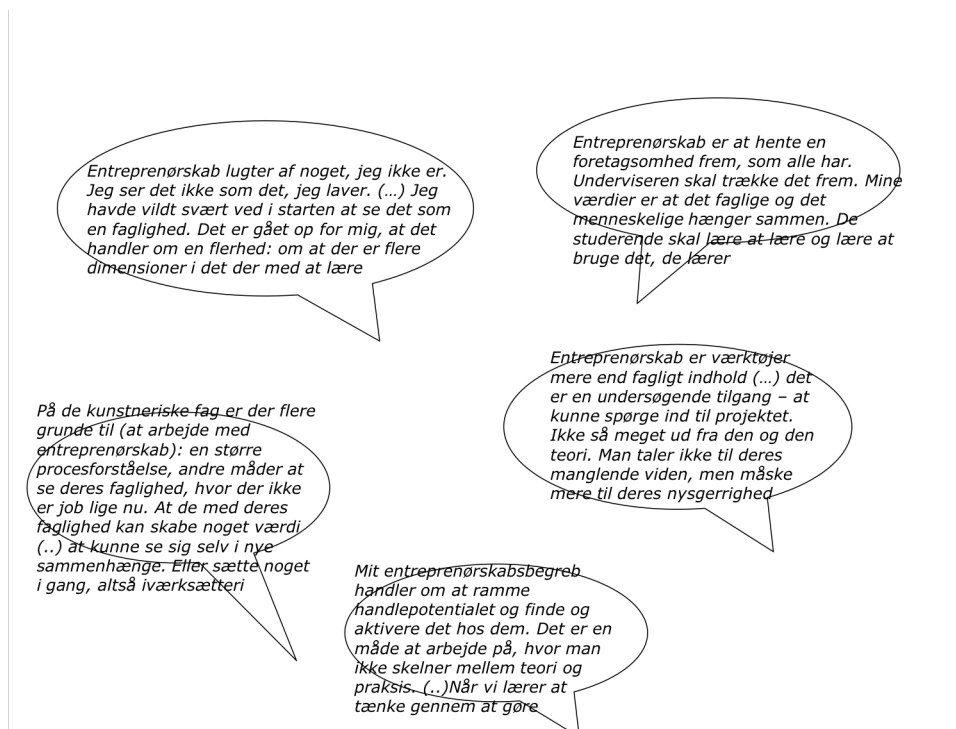 Entreprenørskab lugter af noget, jeg ikke er.
Jeg ser det ikke som det, jeg laver. (…) Jeg
havde vildt svært ved i starten at se det som
en faglighed. Det er gået op for mig, at det
handler om en flerhed: om at der er flere
dimensioner i det der med at lære
Entreprenørskab er at hente en
foretagsomhed frem, som alle har.
Underviseren skal trække det frem. Mine
værdier er at det faglige og det
menneskelige hænger sammen. De
studerende skal lære at lære og lære at
bruge det, de lærer
Entreprenørskab er værktøjer
mere end fagligt indhold (…) det
er en undersøgende tilgang – at
kunne spørge ind til projektet.
Ikke så meget ud fra den og den
teori. Man taler ikke til deres
manglende viden, men måske
mere til deres nysgerrighed
På de kunstneriske fag er der flere
grunde til (at arbejde med
entreprenørskab): en større
procesforståelse, andre måder at
se deres faglighed, hvor der ikke
er job lige nu. At de med deres
faglighed kan skabe noget værdi
(..) at kunne se sig selv i nye
sammenhænge. Eller sætte noget
i gang, altså iværksætteri
Mit entreprenørskabsbegreb
handler om at ramme
handlepotentialet og finde og
aktivere det hos dem. Det er en
måde at arbejde på, hvor man
ikke skelner mellem teori og
praksis. (..)Når vi lærer at
tænke gennem at gøre